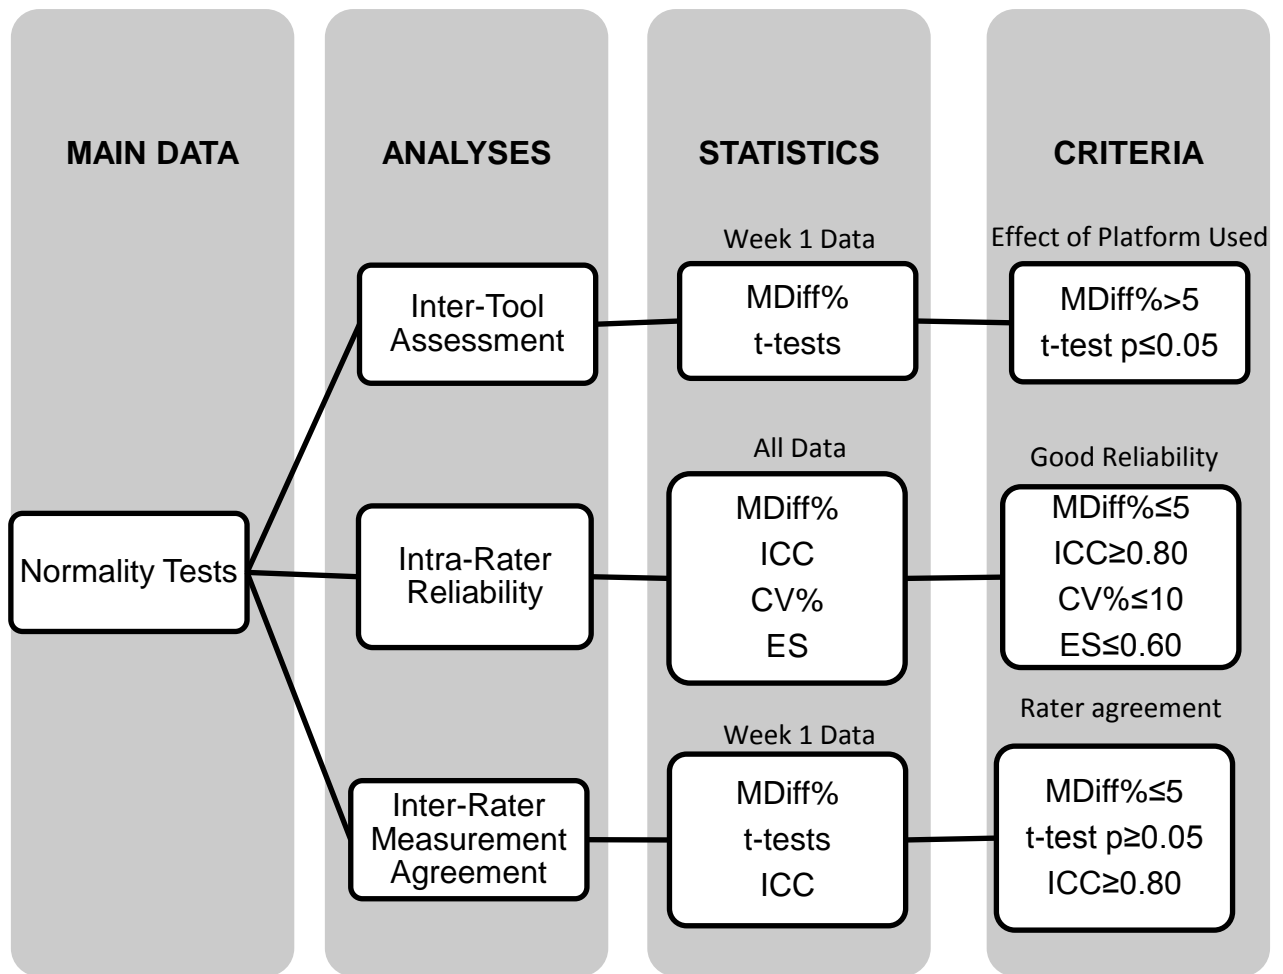 MAIN DATA
ANALYSES
STATISTICS
CRITERIA
Normality Tests
Inter-Tool
Assessment
Week 1 Data
MDiff%
t-tests
Effect of Platform Used
MDiff%>5
t-test p≤0.05
Intra-Rater
Reliability
All Data
MDiff%
ICC
CV%
ES
Good Reliability
MDiff%≤5
ICC≥0.80
CV%≤10
ES≤0.60
Inter-Rater
Measurement
Agreement
Week 1 Data
MDiff%
t-tests
ICC
Rater agreement
MDiff%≤5
t-test p≥0.05
ICC≥0.80